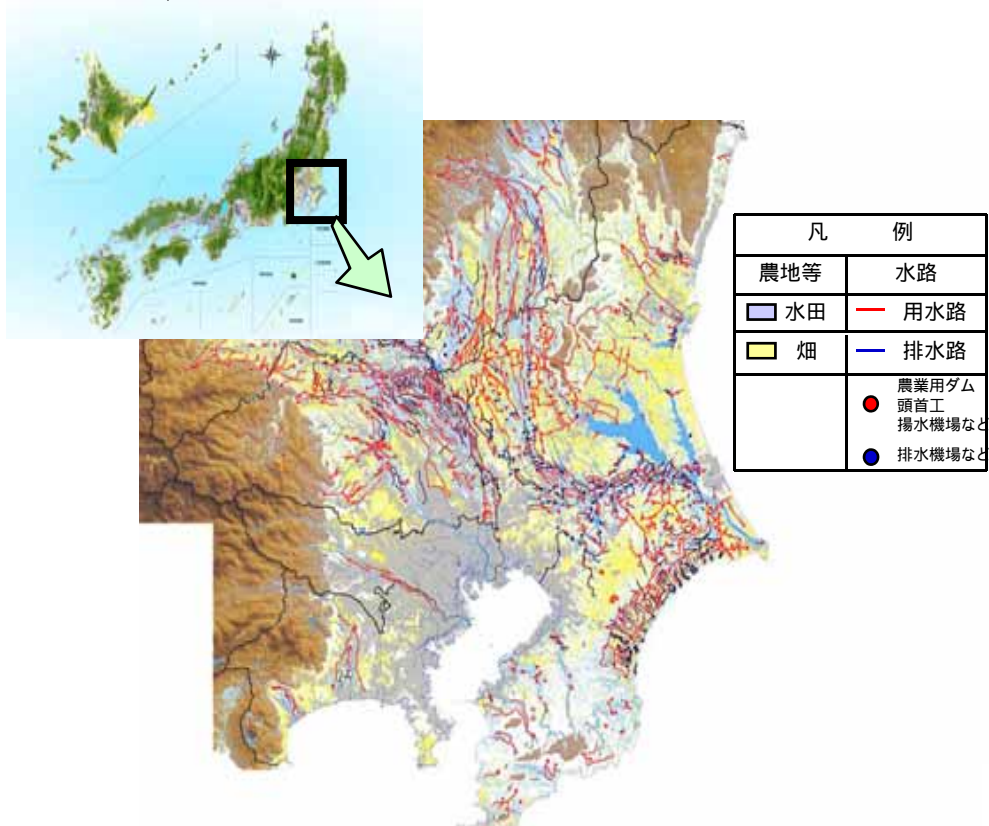 凡 例
農地等 水路
水田 用水路
畑 排水路
農業用ダム
頭首工
揚水機場など
排水機場など